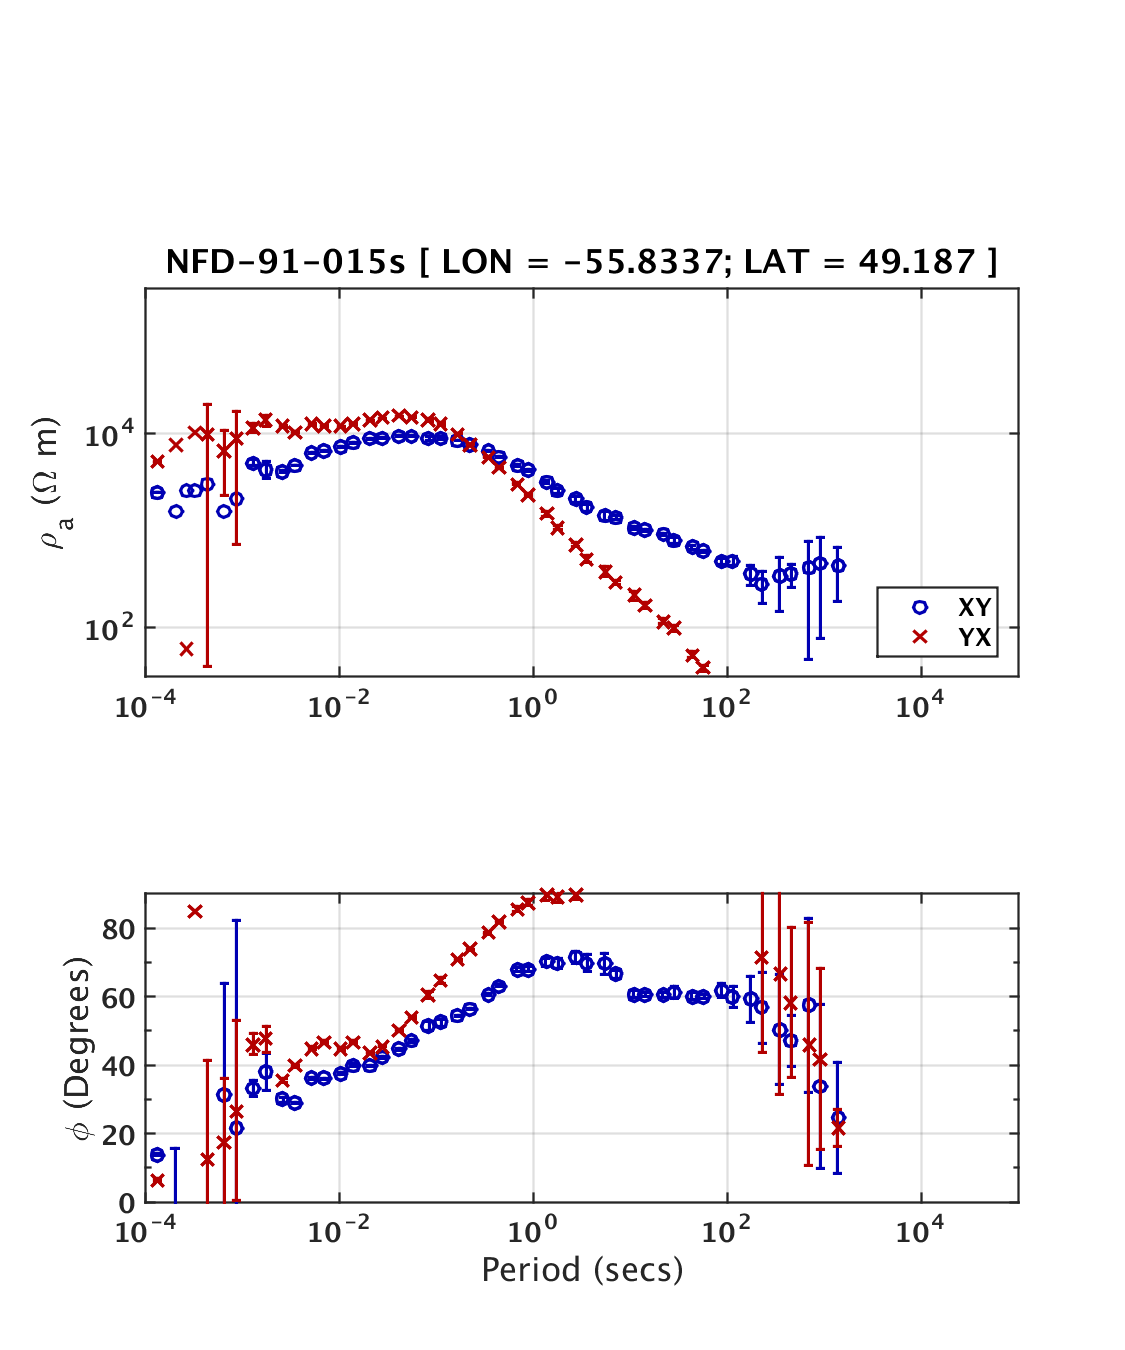 NFD-91-015s [ LON = -55.8337; LAT = 49.187 ]
ρa (Ω m)
10^4
10^2
XY
YX
10^-4 10^-2 10^0 10^2 10^4
ϕ (Degrees)
80
60
40
20
0
10^-4 10^-2 10^0 10^2 10^4
Period (secs)